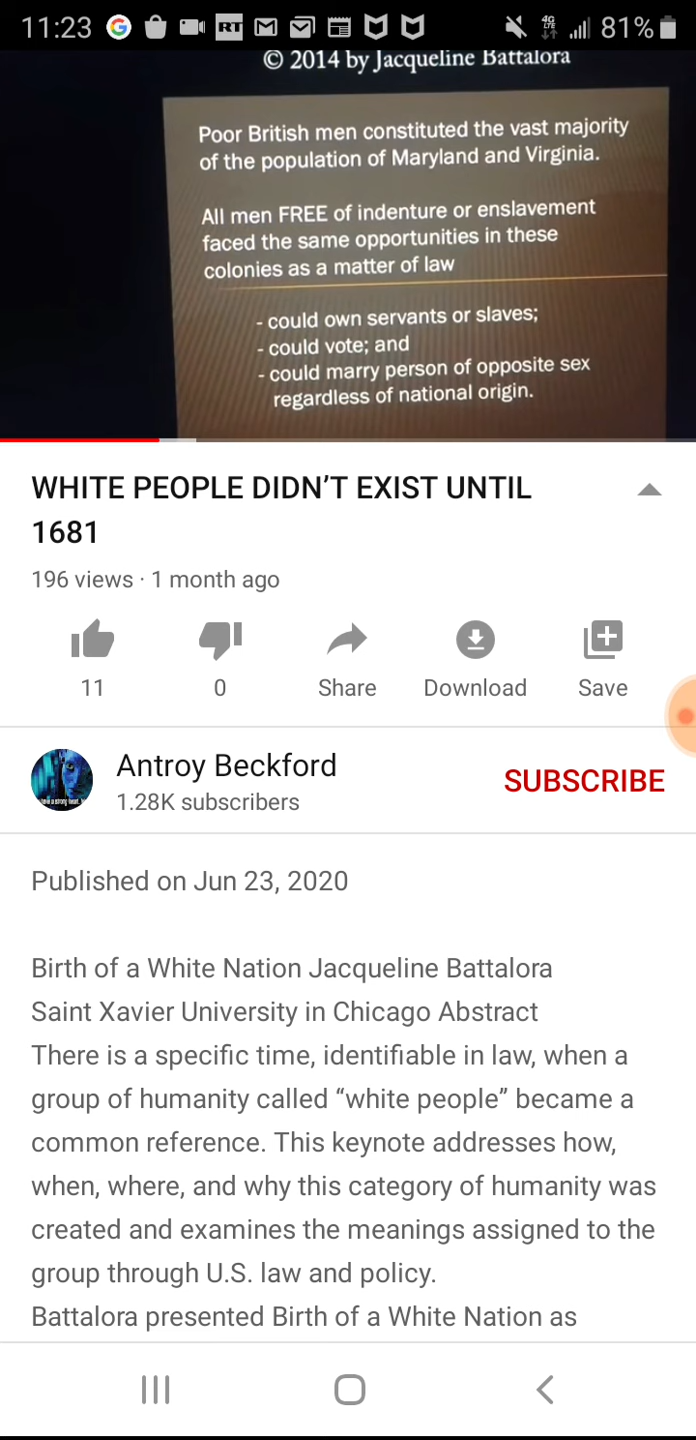 11:23 G RT 4G LTE 81%
© 2014 by Jacqueline Battalora
Poor British men constituted the vast majority
of the population of Maryland and Virginia.
All men FREE of indenture or enslavement
faced the same opportunities in these
colonies as a matter of law
- could own servants or slaves;
- could vote; and
- could marry person of opposite sex
regardless of national origin.
WHITE PEOPLE DIDN'T EXIST UNTIL
1681
196 views · 1 month ago
11 0 Share Download Save
Antroy Beckford
1.28K subscribers
SUBSCRIBE
Published on Jun 23, 2020
Birth of a White Nation Jacqueline Battalora
Saint Xavier University in Chicago Abstract
There is a specific time, identifiable in law, when a
group of humanity called “white people” became a
common reference. This keynote addresses how,
when, where, and why this category of humanity was
created and examines the meanings assigned to the
group through U.S. law and policy.
Battalora presented Birth of a White Nation as